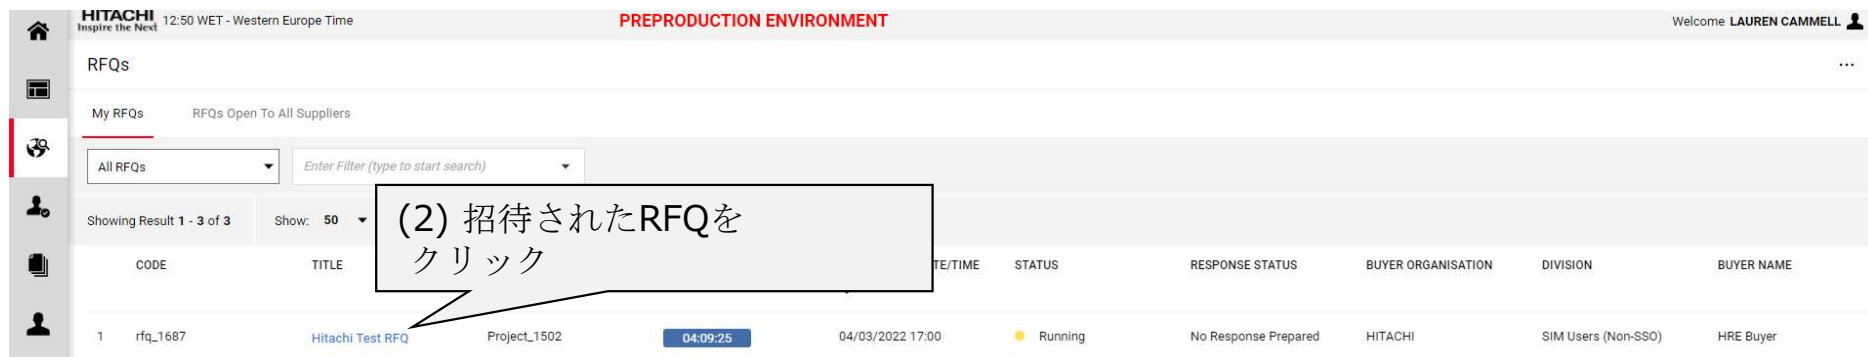 HITACHI
Inspire the Next
12:50 WET - Western Europe Time
PREPRODUCTION ENVIRONMENT
Welcome LAUREN CAMMELL
RFQs
...
My RFQs
RFQs Open To All Suppliers
All RFQs
Enter Filter (type to start search)
Showing Result 1 - 3 of 3
Show: 50
(2) 招待されたRFQを
クリック
CODE TITLE TE/TIME STATUS RESPONSE STATUS BUYER ORGANISATION DIVISION BUYER NAME
1 rfq_1687 Hitachi Test RFQ Project_1502 04:09:25 04/03/2022 17:00 Running No Response Prepared HITACHI SIM Users (Non-SSO) HRE Buyer